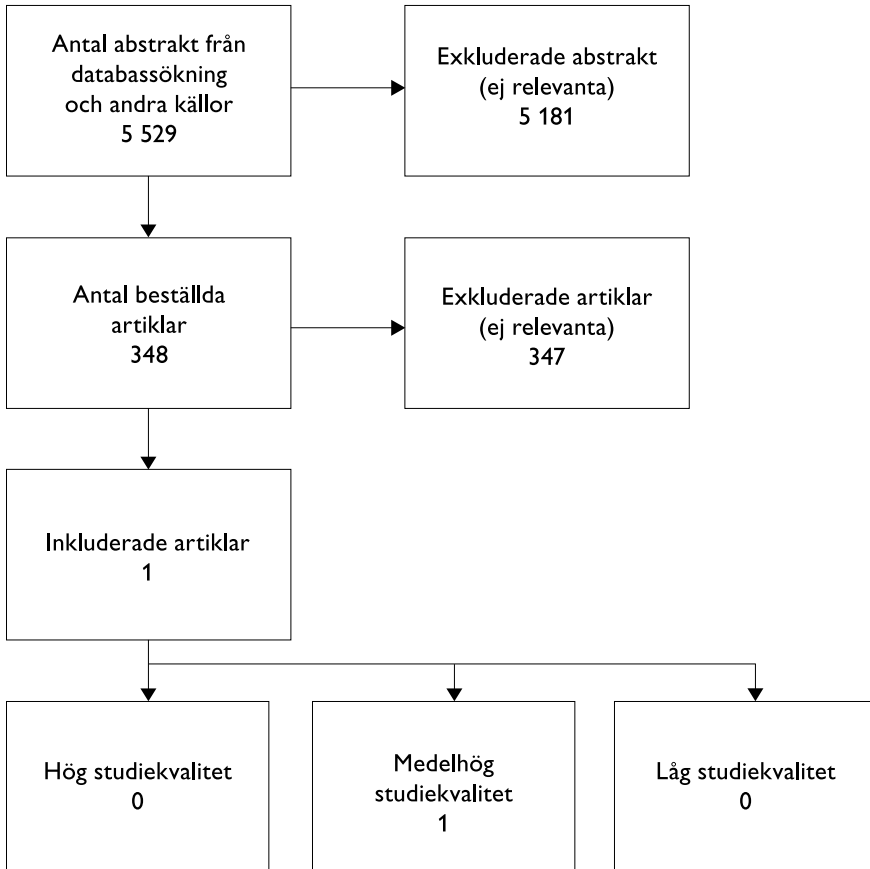 Antal abstrakt från
databassökning
och andra källor
5 529
Exkluderade abstrakt
(ej relevanta)
5 181
Antal beställda
artiklar
348
Exkluderade artiklar
(ej relevanta)
347
Inkluderade artiklar
1
Hög studiekvalitet
0
Medelhög
studiekvalitet
1
Låg studiekvalitet
0